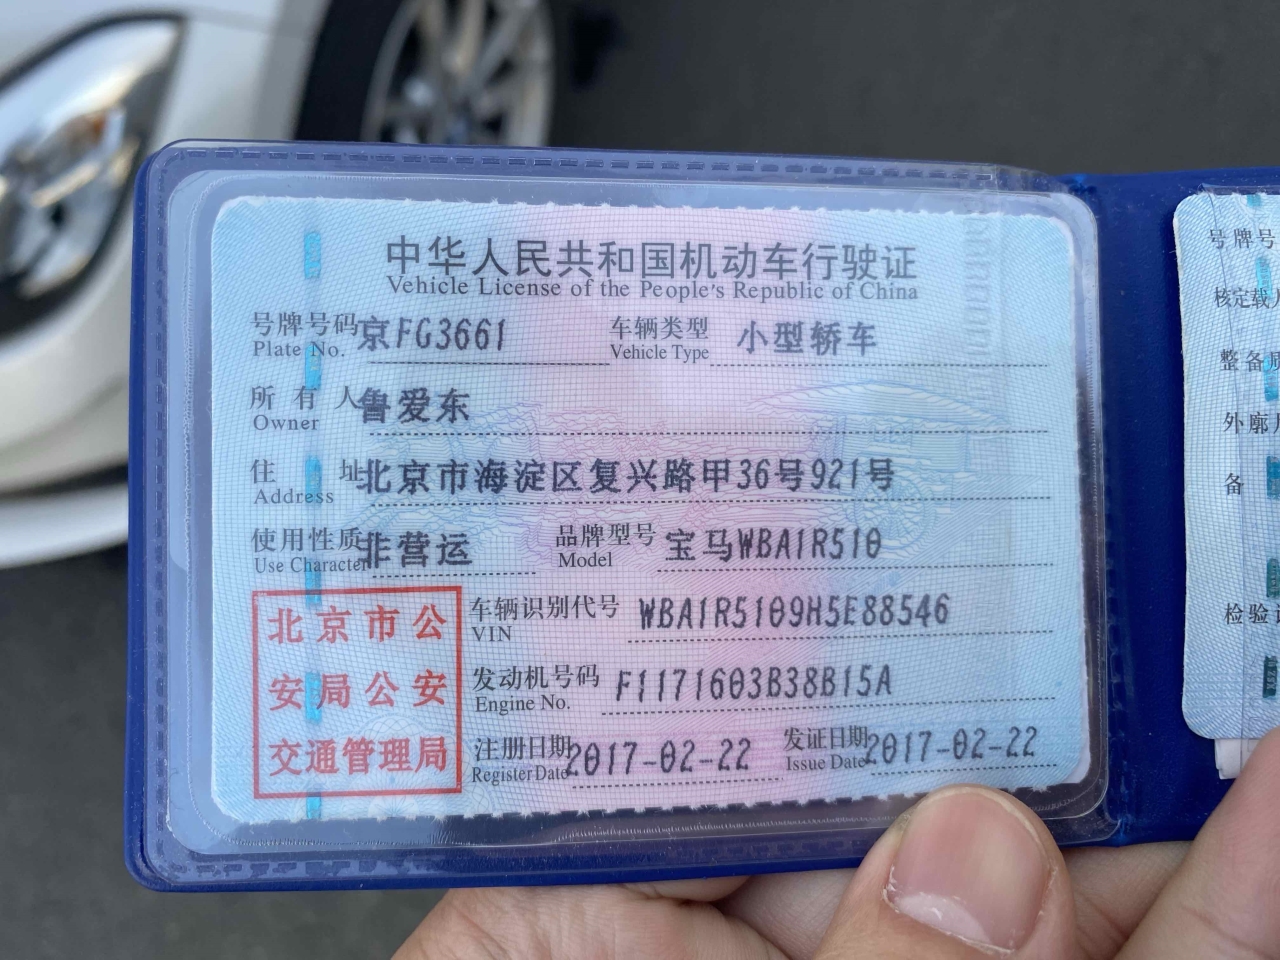 中华人民共和国机动车行驶证
Vehicle License of the People's Republic of China
号牌号码 京FG3661 车辆类型 小型轿车
Plate No. Vehicle Type
所有人 鲁爱东
Owner
住址 北京市海淀区复兴路甲36号921号
Address
使用性质 非营运 品牌型号 宝马WBA1R510
Use Character Model
北京市公
安局公安
交通管理局
车辆识别代号 WBA1R5109H5E88546
VIN
发动机号码 F1171603B38B15A
Engine No.
注册日期 2017-02-22 发证日期 2017-02-22
Register Date Issue Date
号牌号
核定载人
整备质
外廓尺
备
检验记